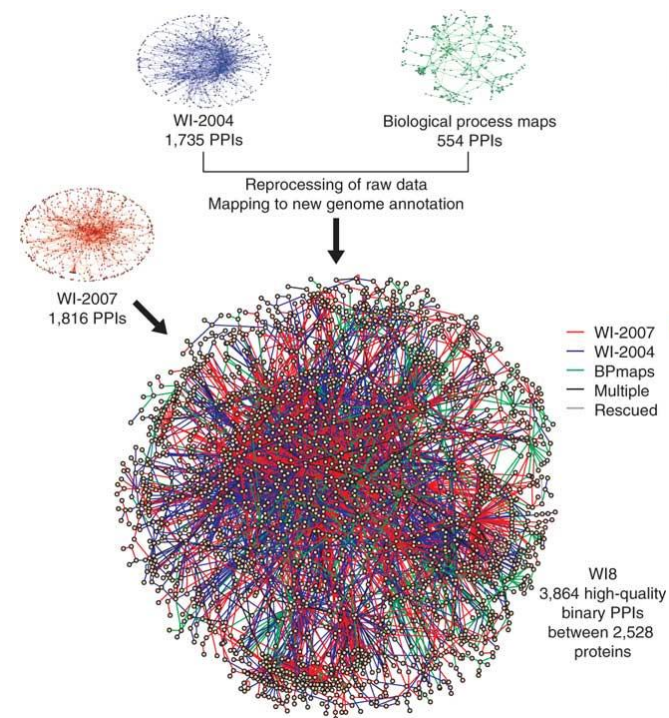 WI-2004
1,735 PPIs
Biological process maps
554 PPIs
Reprocessing of raw data
Mapping to new genome annotation
WI-2007
1,816 PPIs
WI-2007
WI-2004
BPmaps
Multiple
Rescued
WI8
3,864 high-quality
binary PPIs
between 2,528
proteins